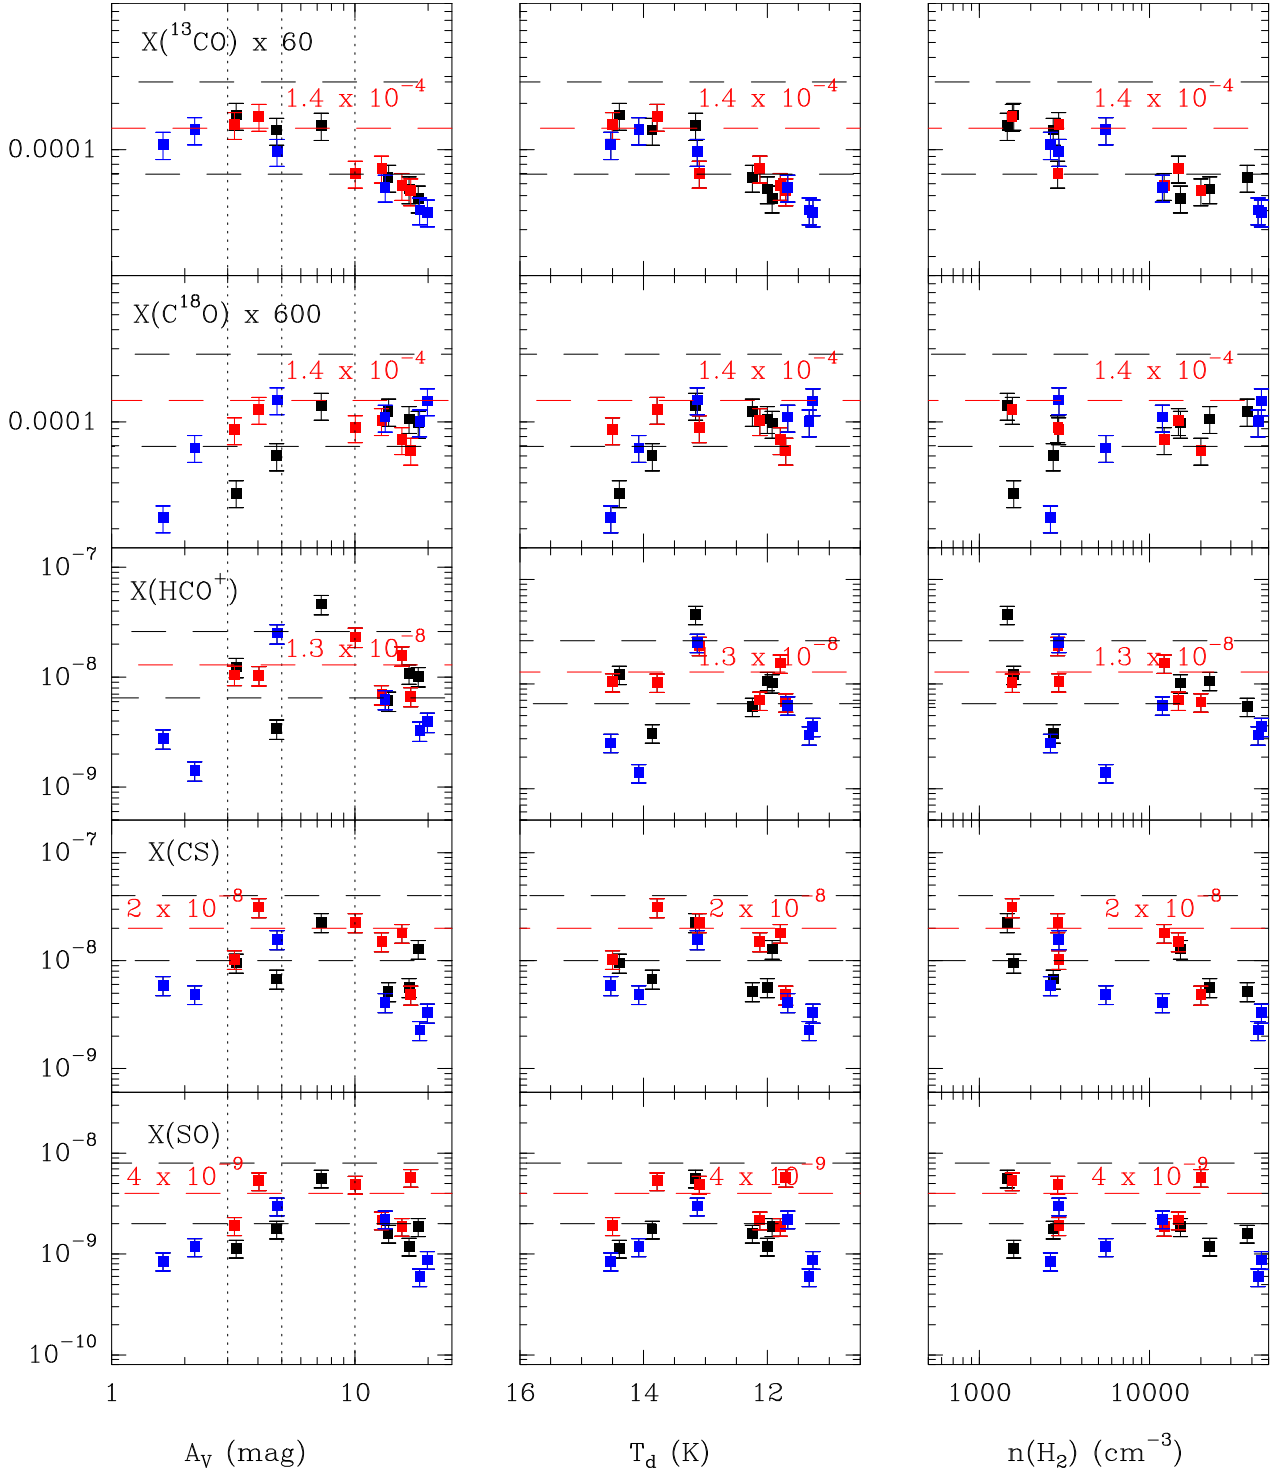 X(¹³CO) x 60
1.4 x 10⁻⁴ 1.4 x 10⁻⁴ 1.4 x 10⁻⁴
0.0001
X(C¹⁸O) x 600
1.4 x 10⁻⁴ 1.4 x 10⁻⁴ 1.4 x 10⁻⁴
0.0001
10⁻⁷
X(HCO⁺)
1.3 x 10⁻⁸ 1.3 x 10⁻⁸ 1.3 x 10⁻⁸
10⁻⁸
10⁻⁹
10⁻⁷
X(CS)
2 x 10⁻⁸ 2 x 10⁻⁸ 2 x 10⁻⁸
10⁻⁸
10⁻⁹
X(SO)
10⁻⁸
4 x 10⁻⁹ 4 x 10⁻⁹ 4 x 10⁻⁹
10⁻⁹
10⁻¹⁰
1 10 16 14 12 1000 10000
A_V (mag) T_d (K) n(H₂) (cm⁻³)